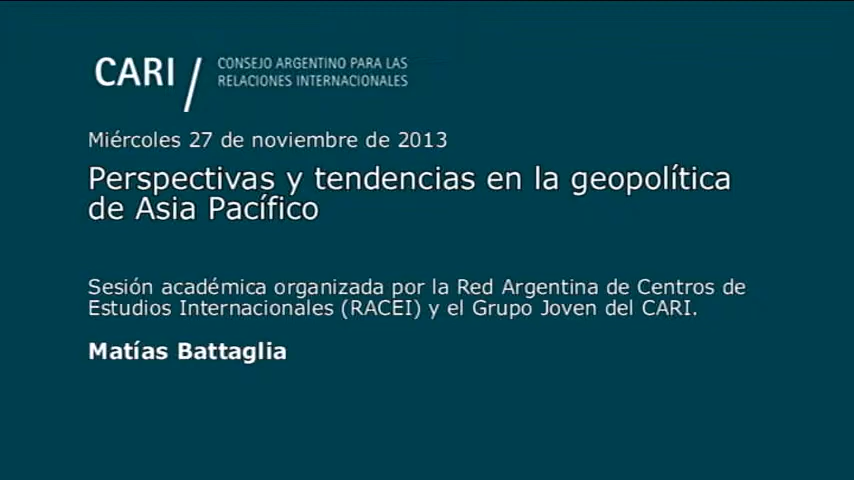 CARI / CONSEJO ARGENTINO PARA LAS
RELACIONES INTERNACIONALES
Miércoles 27 de noviembre de 2013
Perspectivas y tendencias en la geopolítica
de Asia Pacífico
Sesión académica organizada por la Red Argentina de Centros de
Estudios Internacionales (RACEI) y el Grupo Joven del CARI.
Matías Battaglia